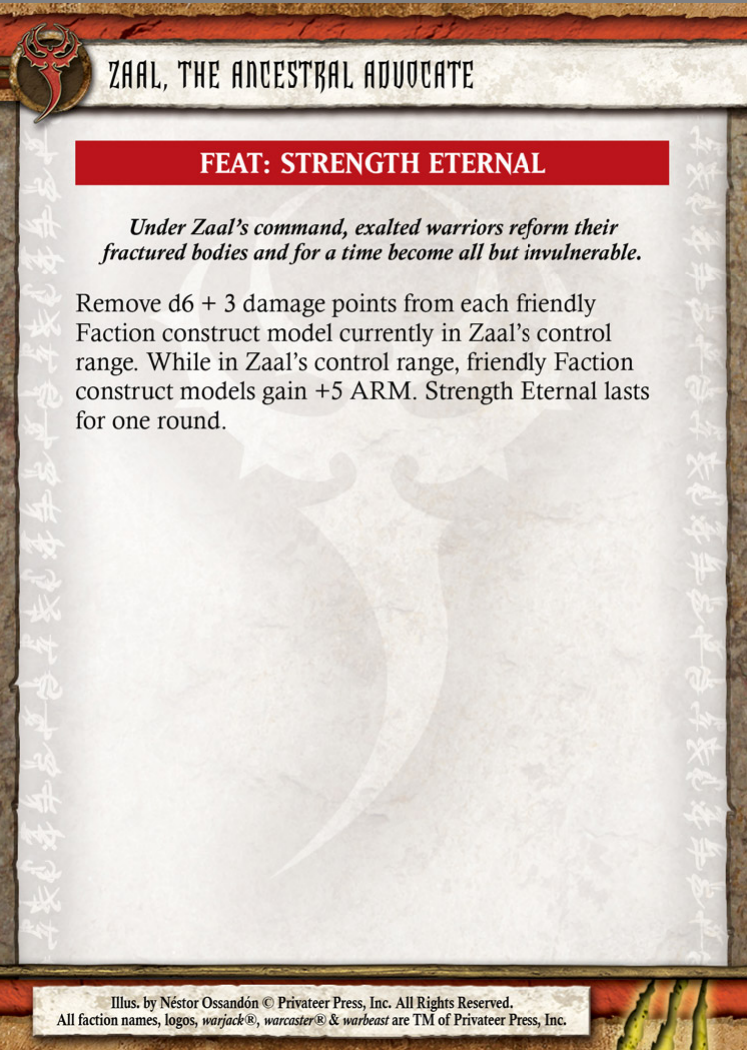 ZAAL, THE ANCESTRAL ADVOCATE
FEAT: STRENGTH ETERNAL
Under Zaal's command, exalted warriors reform their
fractured bodies and for a time become all but invulnerable.
Remove d6 + 3 damage points from each friendly
Faction construct model currently in Zaal's control
range. While in Zaal's control range, friendly Faction
construct models gain +5 ARM. Strength Eternal lasts
for one round.
Illus. by Néstor Ossandón © Privateer Press, Inc. All Rights Reserved.
All faction names, logos, warjack®, warcaster® & warbeast are TM of Privateer Press, Inc.